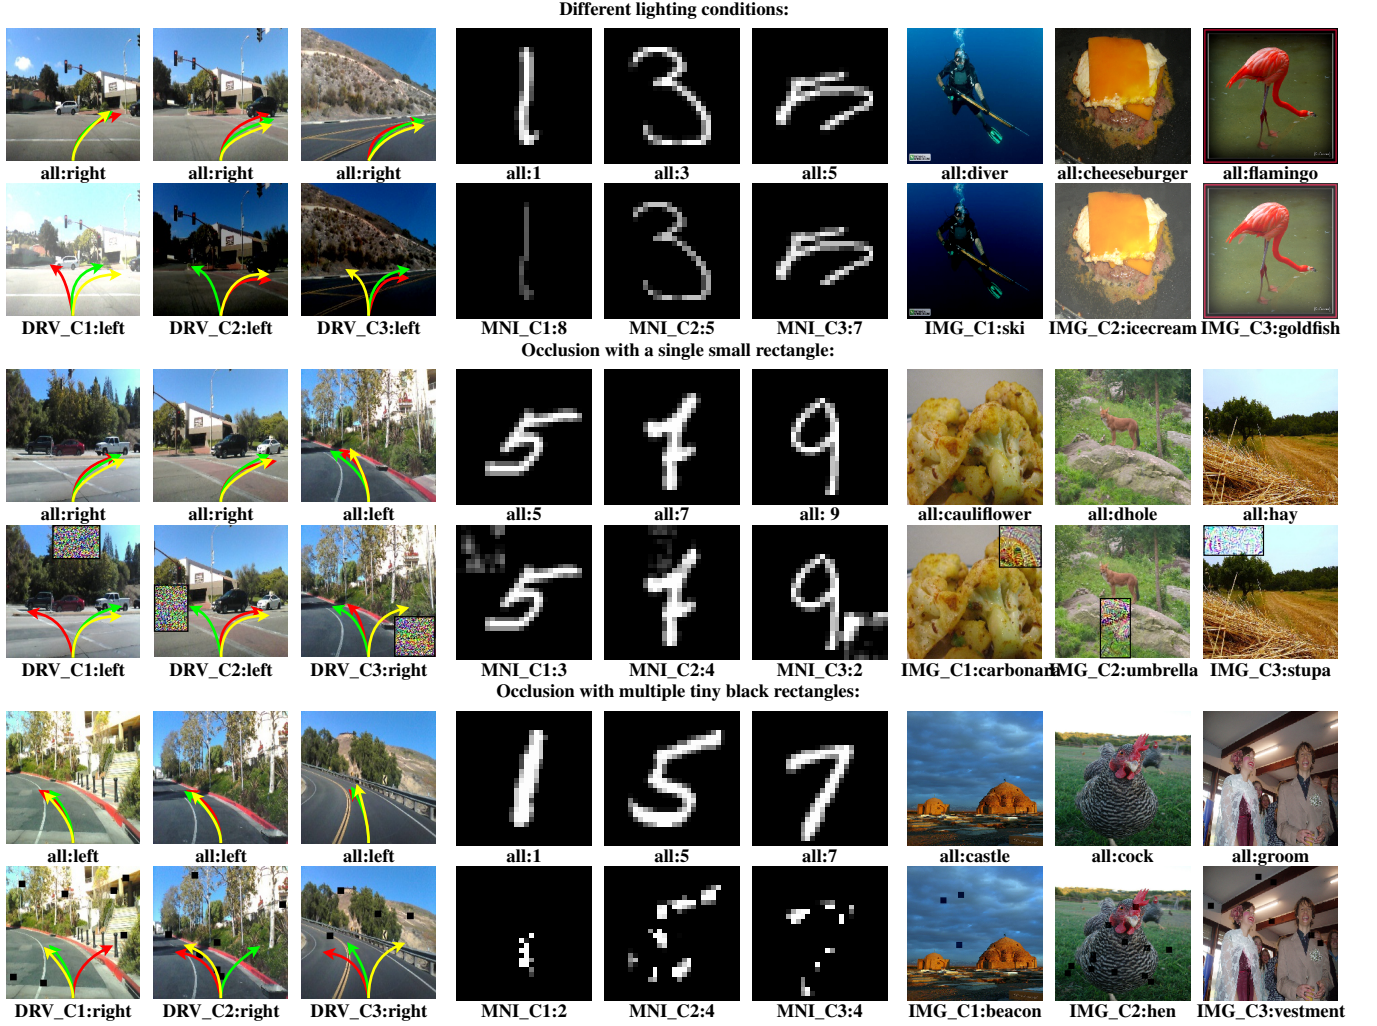 Different lighting conditions:
all:right all:right all:right all:1 all:3 all:5 all:diver all:cheeseburger all:flamingo
DRV_C1:left DRV_C2:left DRV_C3:left MNI_C1:8 MNI_C2:5 MNI_C3:7 IMG_C1:ski IMG_C2:icecream IMG_C3:goldfish
Occlusion with a single small rectangle:
all:right all:right all:left all:5 all:7 all: 9 all:cauliflower all:dhole all:hay
DRV_C1:left DRV_C2:left DRV_C3:right MNI_C1:3 MNI_C2:4 MNI_C3:2 IMG_C1:carbonara IMG_C2:umbrella IMG_C3:stupa
Occlusion with multiple tiny black rectangles:
all:left all:left all:left all:1 all:5 all:7 all:castle all:cock all:groom
DRV_C1:right DRV_C2:right DRV_C3:right MNI_C1:2 MNI_C2:4 MNI_C3:4 IMG_C1:beacon IMG_C2:hen IMG_C3:vestment